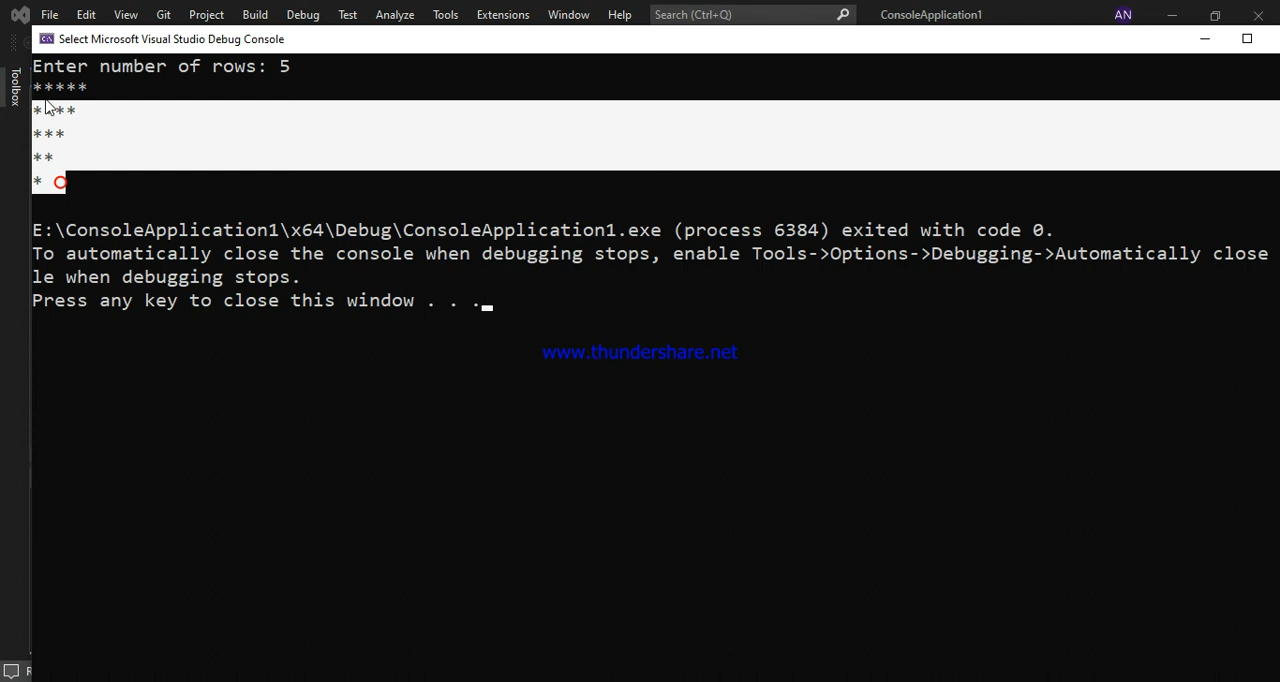 File Edit View Git Project Build Debug Test Analyze Tools Extensions Window Help Search (Ctrl+Q) ConsoleApplication1 AN
Select Microsoft Visual Studio Debug Console
Toolbox
Enter number of rows: 5
*****
****
***
**
*
E:\ConsoleApplication1\x64\Debug\ConsoleApplication1.exe (process 6384) exited with code 0.
To automatically close the console when debugging stops, enable Tools->Options->Debugging->Automatically close
le when debugging stops.
Press any key to close this window . . .
www.thundershare.net
R